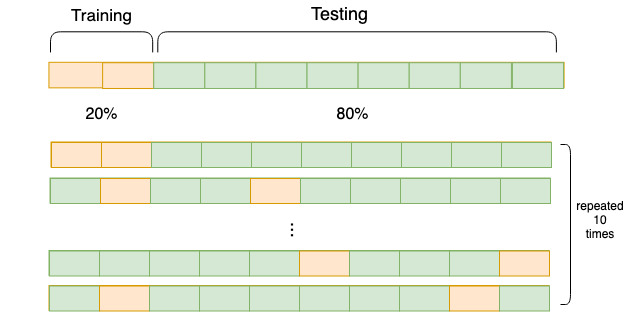 Training
Testing
20%
80%
repeated
10
times